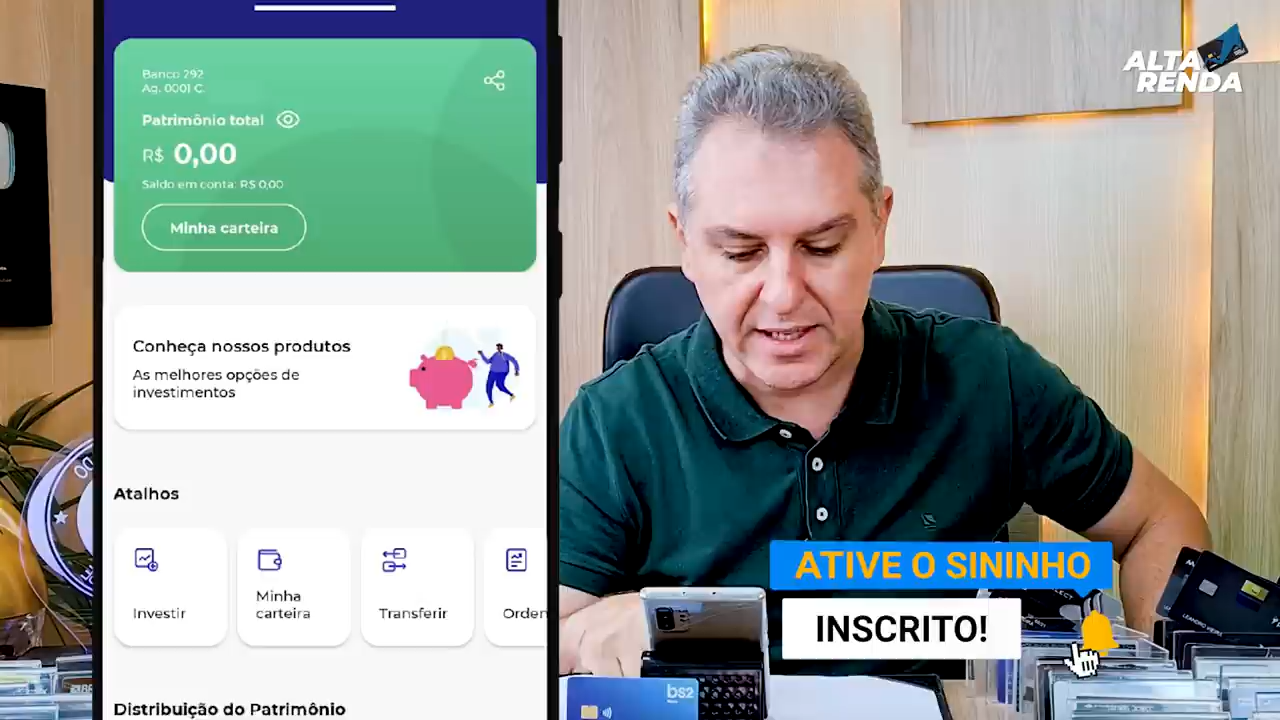 Banco 292
Ag. 0001 C.
Patrimônio total
R$ 0,00
Saldo em conta: R$ 0,00
Minha carteira
Conheça nossos produtos
As melhores opções de
investimentos
Atalhos
Investir
Minha
carteira
Transferir
Orden
Distribuição do Patrimônio
ALTA
RENDA
ATIVE O SININHO
INSCRITO!
bs2
LEANDRO VIEIRA